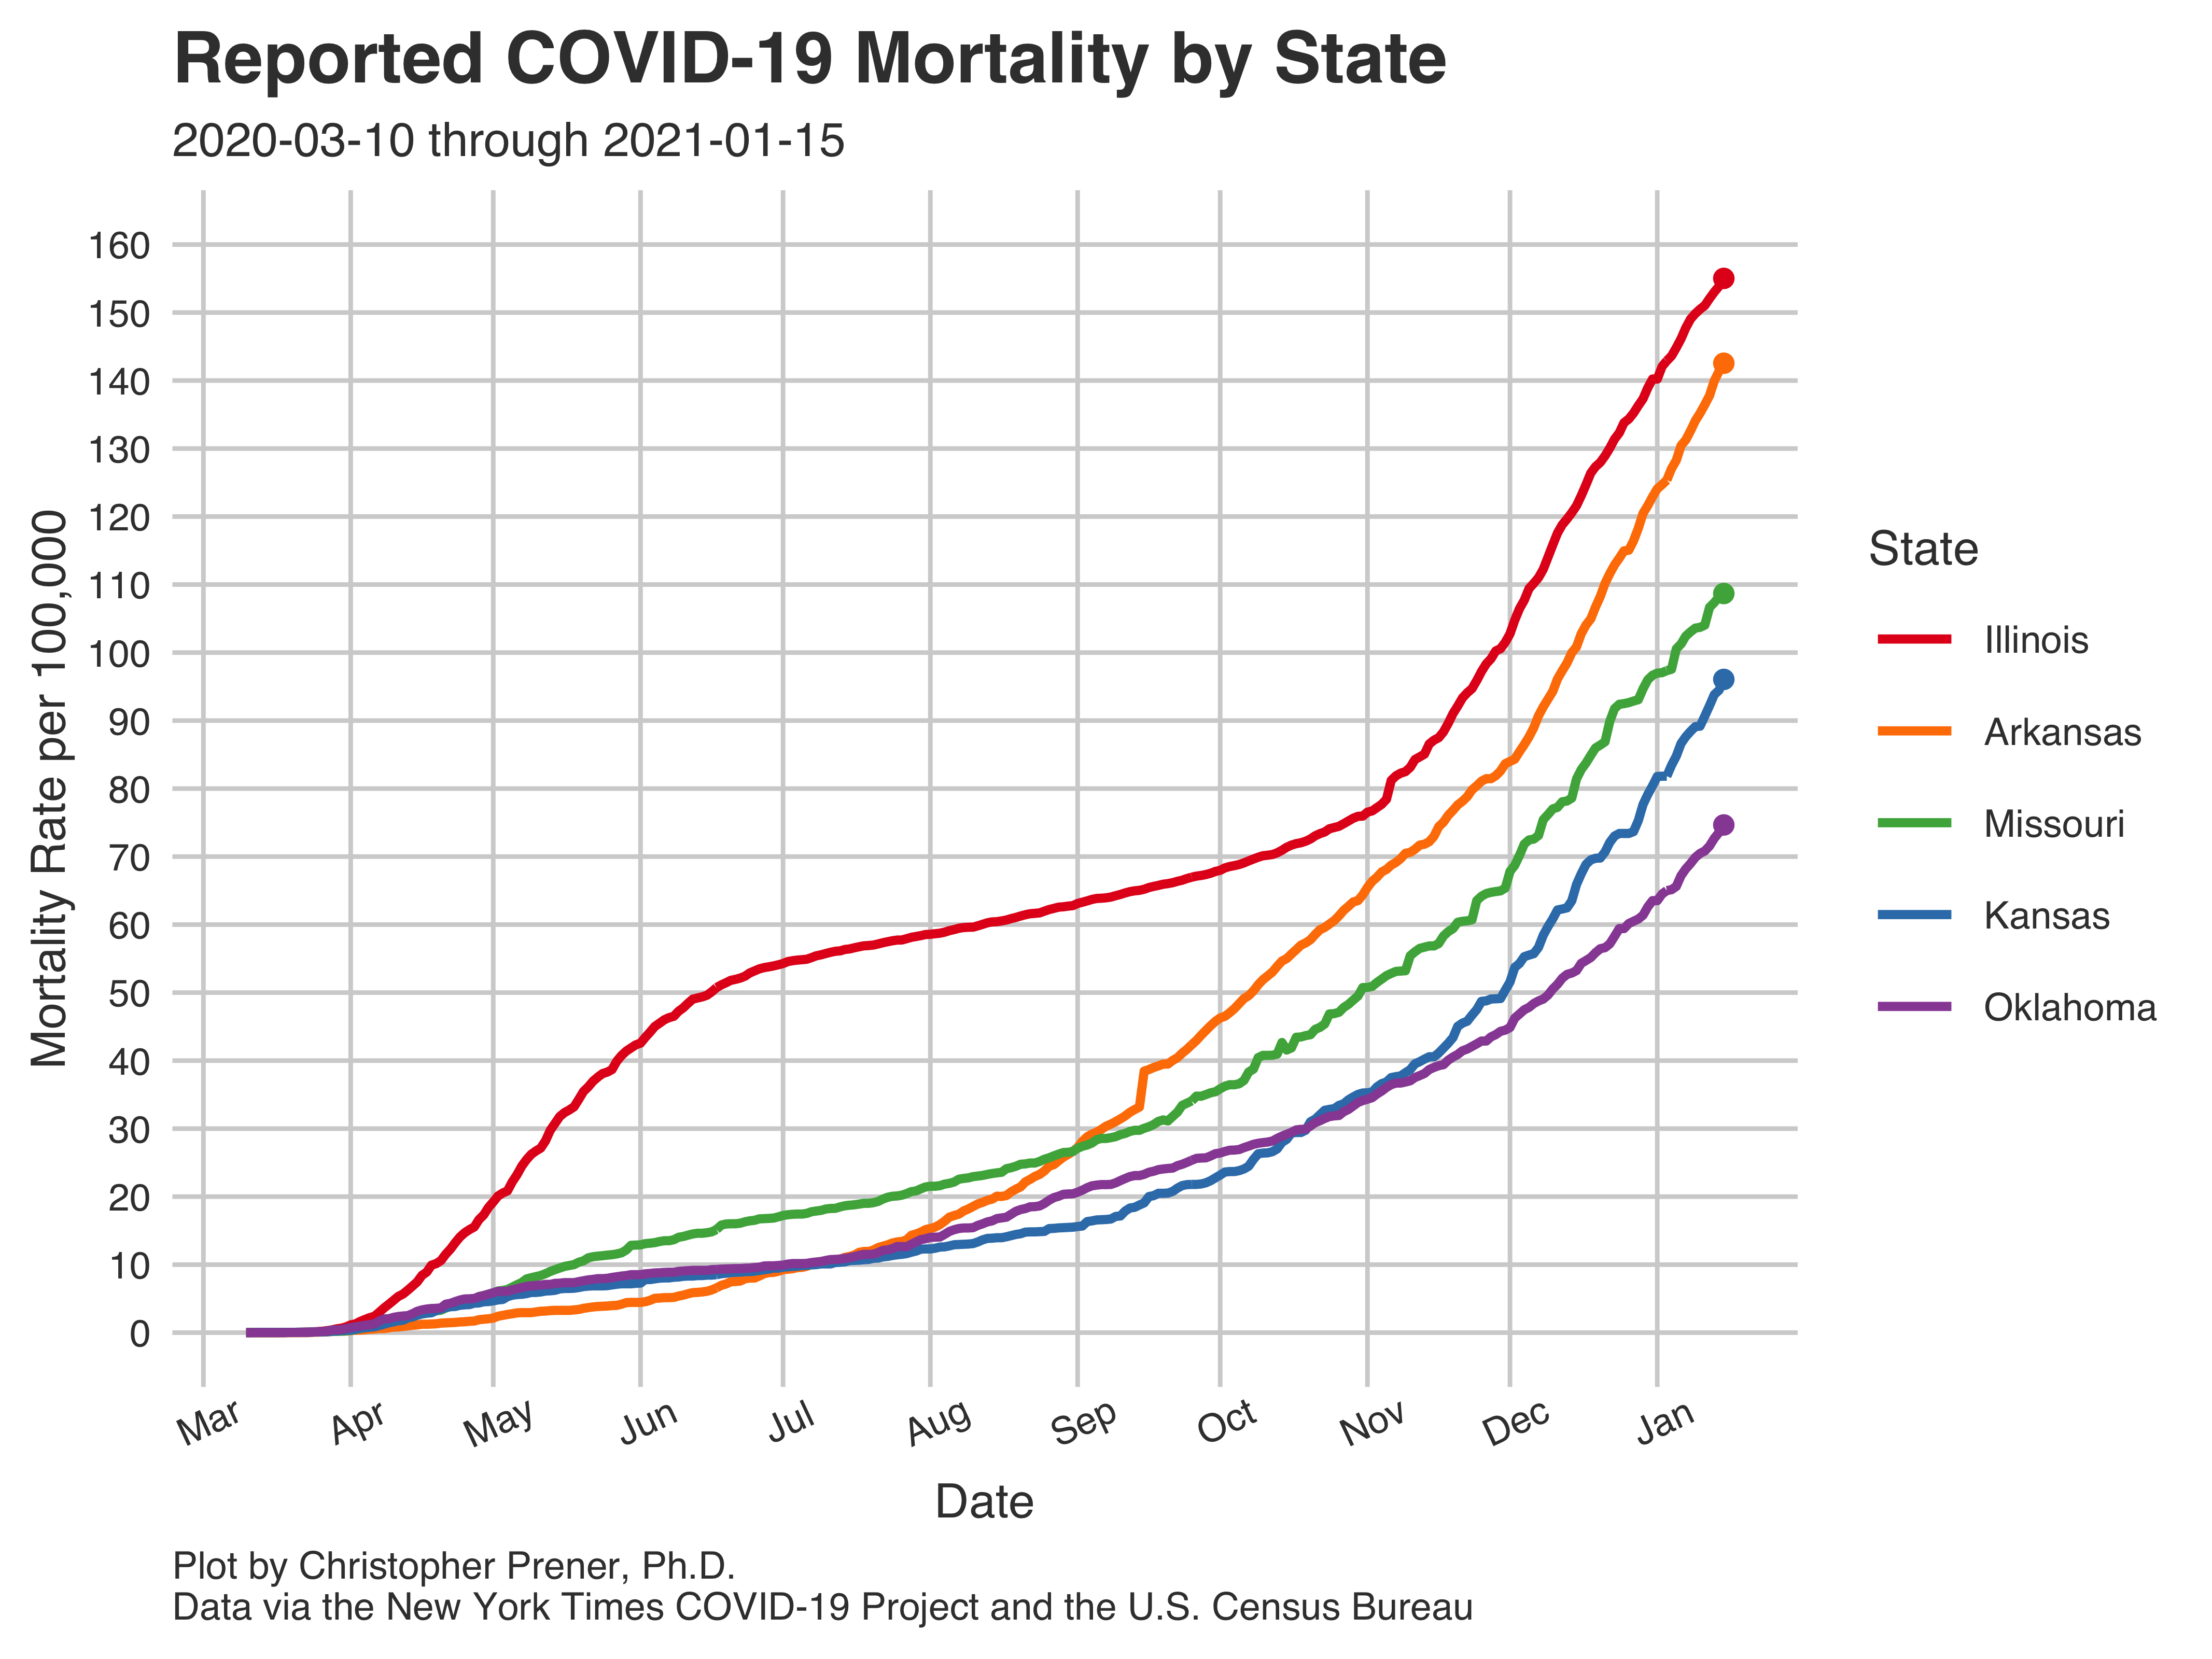 Reported COVID-19 Mortality by State
2020-03-10 through 2021-01-15
Mortality Rate per 100,000
160
150
140
130
120
110
100
90
80
70
60
50
40
30
20
10
0
Mar Apr May Jun Jul Aug Sep Oct Nov Dec Jan
Date
State
Illinois
Arkansas
Missouri
Kansas
Oklahoma
Plot by Christopher Prener, Ph.D.
Data via the New York Times COVID-19 Project and the U.S. Census Bureau